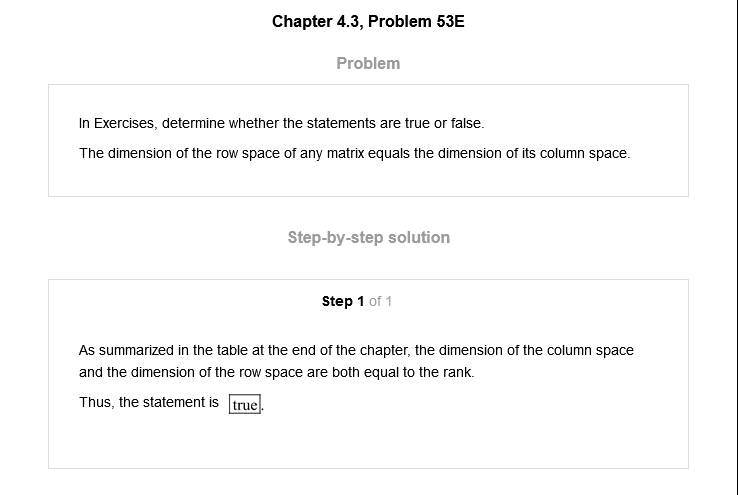 Chapter 4.3, Problem 53E
Problem
In Exercises, determine whether the statements are true or false.
The dimension of the row space of any matrix equals the dimension of its column space.
Step-by-step solution
Step 1 of 1
As summarized in the table at the end of the chapter, the dimension of the column space
and the dimension of the row space are both equal to the rank.
Thus, the statement is true.